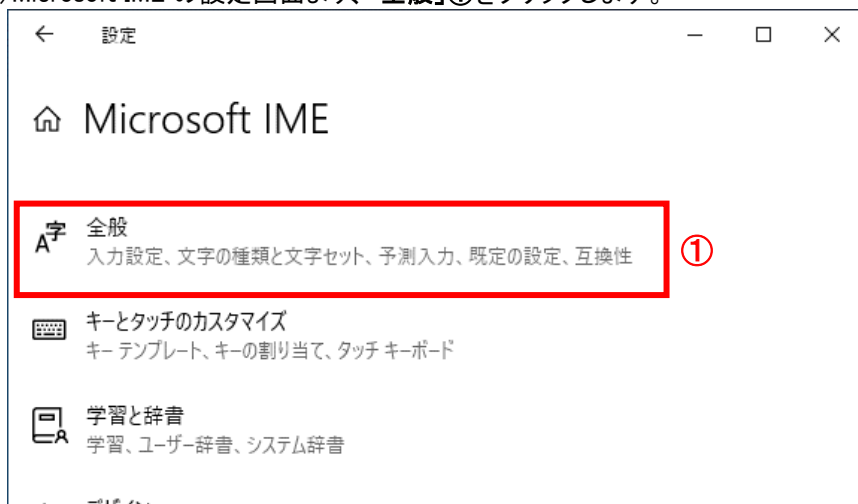 Microsoft IME の設定画面より、「全般」①をクリックします。
設定
Microsoft IME
全般
入力設定、文字の種類と文字セット、予測入力、既定の設定、互換性
①
キーとタッチのカスタマイズ
キー テンプレート、キーの割り当て、タッチ キーボード
学習と辞書
学習、ユーザー辞書、システム辞書